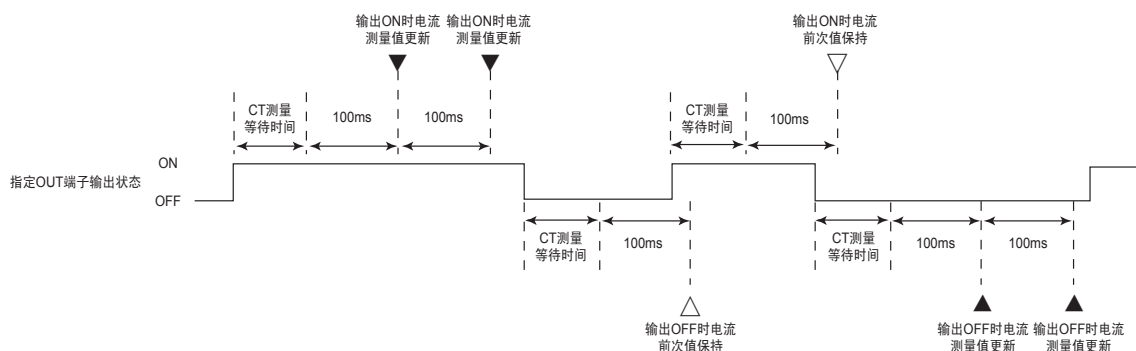 输出ON时电流
测量值更新
输出ON时电流
测量值更新
输出ON时电流
前次值保持
CT测量
等待时间
100ms
100ms
CT测量
等待时间
100ms
指定OUT端子输出状态
ON
OFF
CT测量
等待时间
100ms
CT测量
等待时间
100ms
100ms
输出OFF时电流
前次值保持
输出OFF时电流
测量值更新
输出OFF时电流
测量值更新